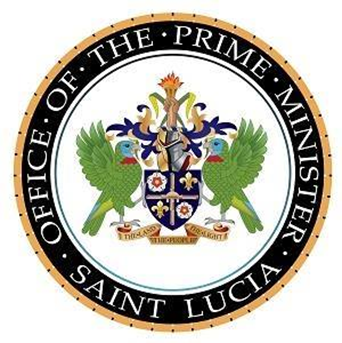 · OFFICE · OF · THE · PRIME · MINISTER ·
SAINT LUCIA
THE LAND THE PEOPLE THE LIGHT